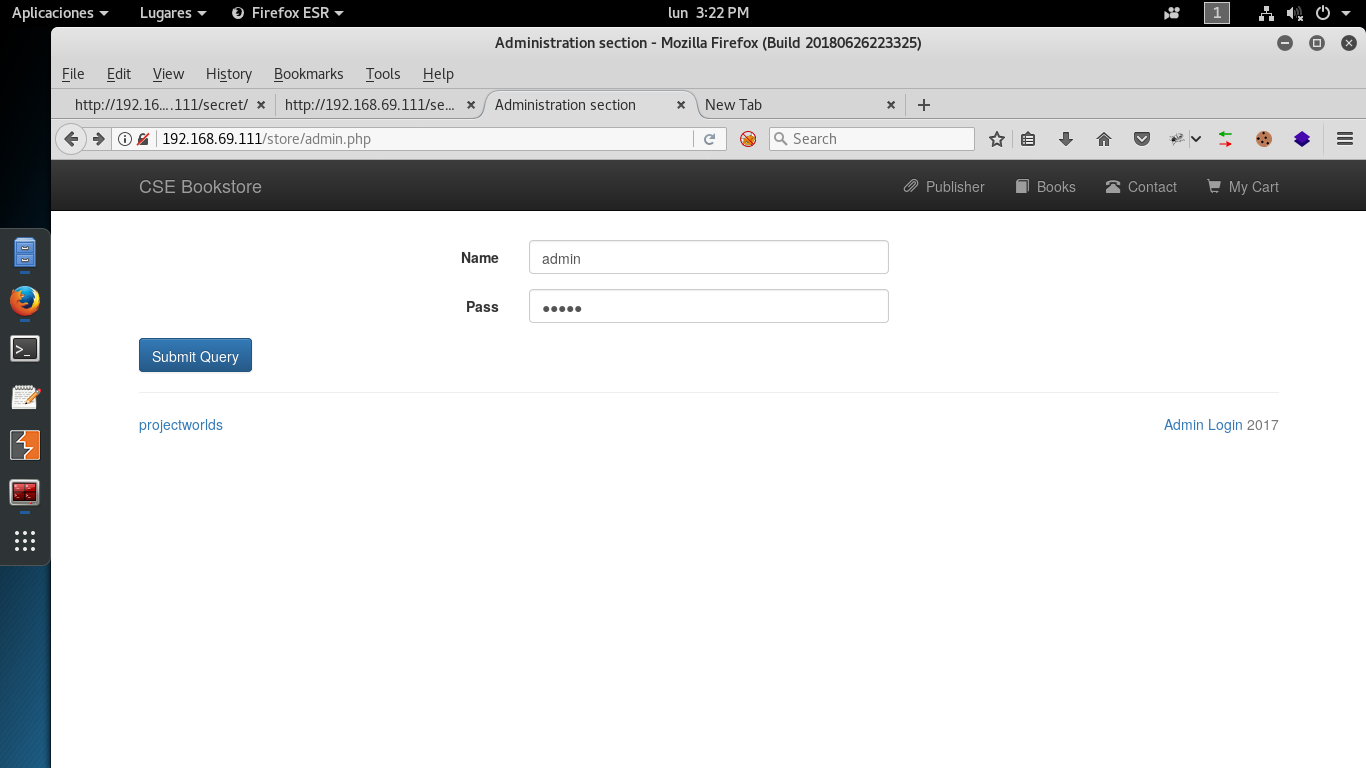 Aplicaciones Lugares Firefox ESR lun 3:22 PM 1
Administration section - Mozilla Firefox (Build 20180626223325)
File Edit View History Bookmarks Tools Help
http://192.16... .111/secret/ http://192.168.69.111/se... Administration section New Tab
192.168.69.111/store/admin.php Search
CSE Bookstore Publisher Books Contact My Cart
Name admin
Pass •••••
Submit Query
projectworlds Admin Login 2017